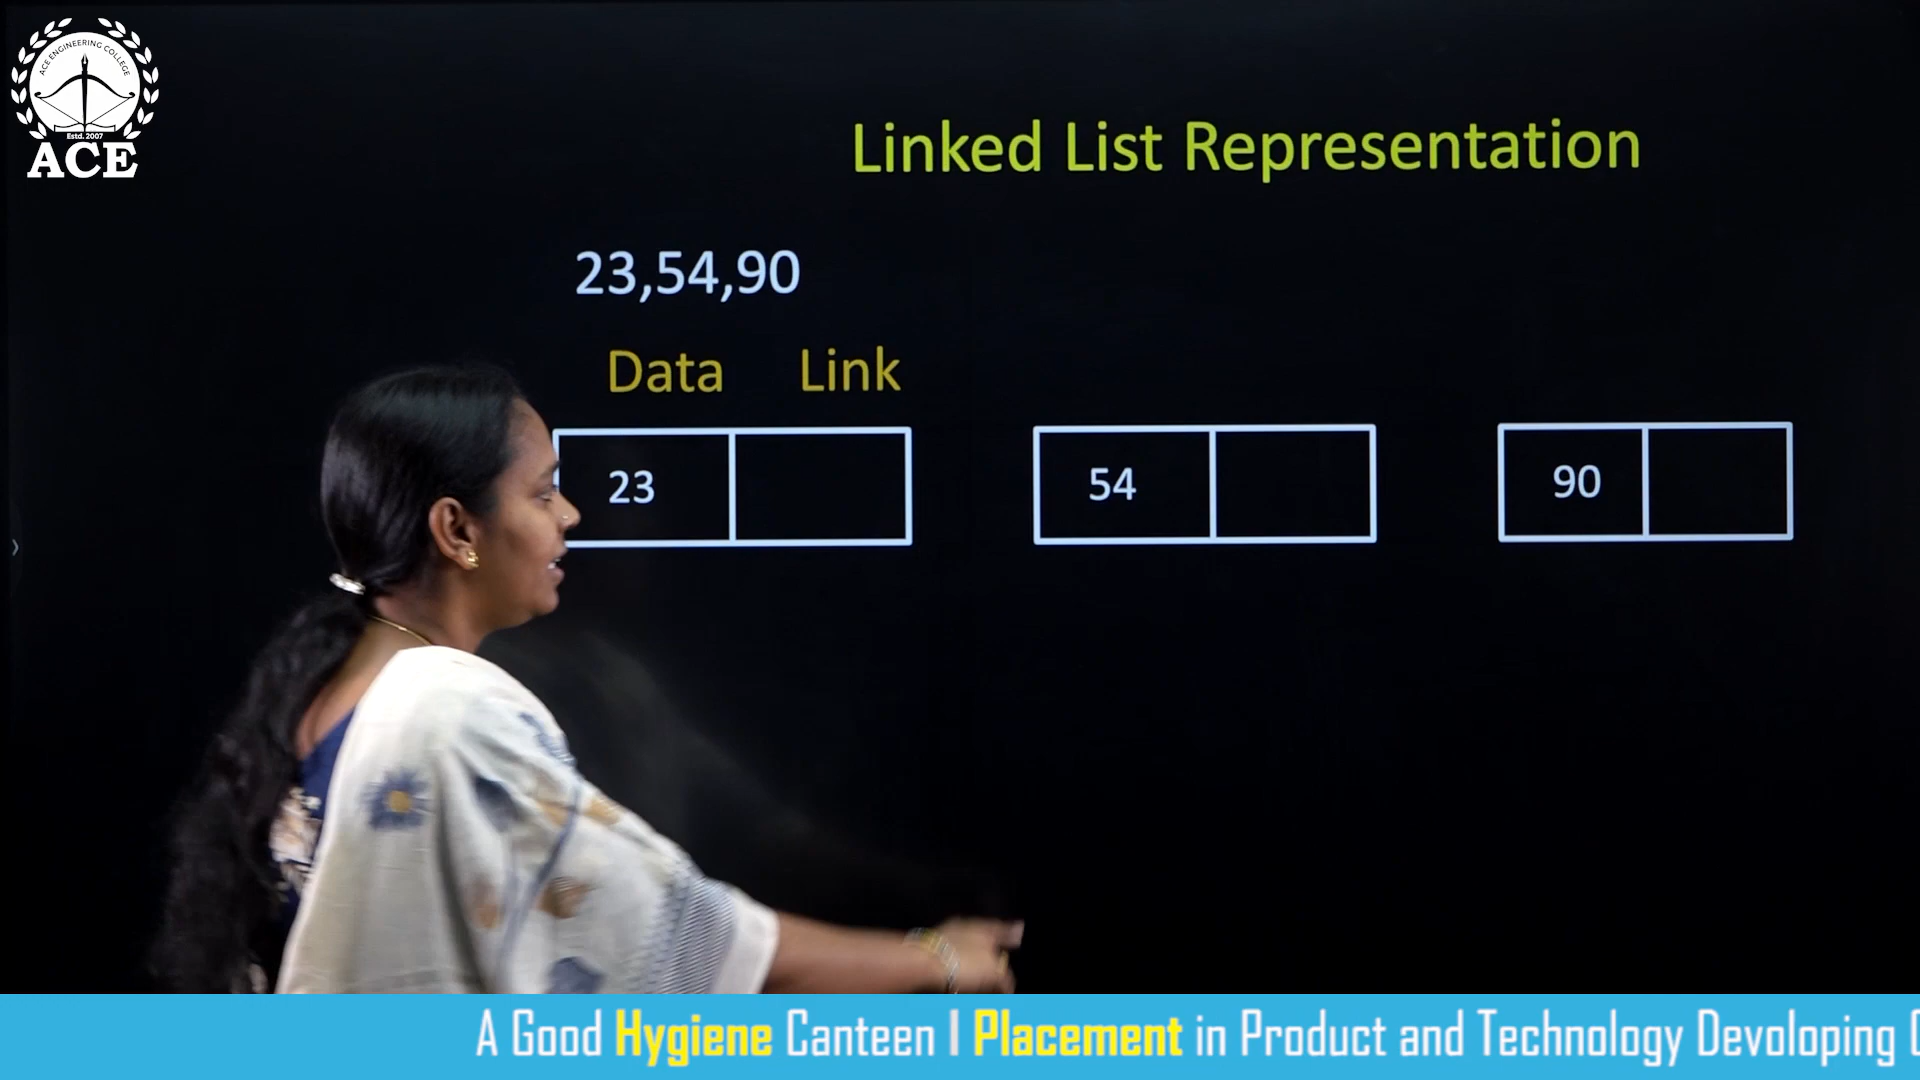 ACE ENGINEERING COLLEGE
Estd. 2007
ACE
Linked List Representation
23,54,90
Data Link
23 54 90
A Good Hygiene Canteen | Placement in Product and Technology Devoloping